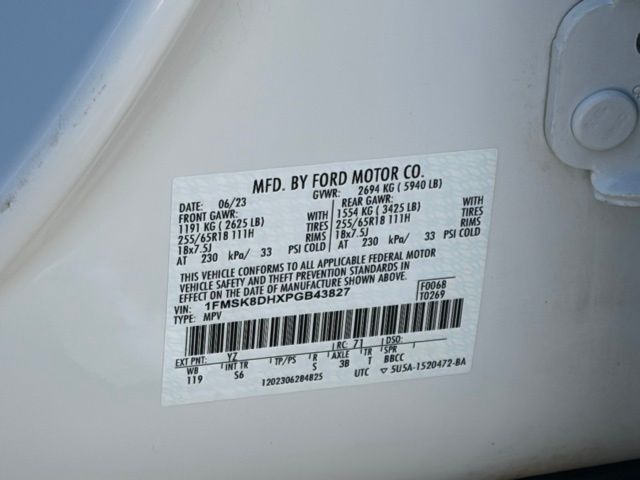 MFD. BY FORD MOTOR CO.
DATE: 06/23 GVWR: 2694 KG ( 5940 LB)
FRONT GAWR: REAR GAWR:
1191 KG ( 2625 LB) WITH 1554 KG ( 3425 LB) WITH
255/65R18 111H TIRES 255/65R18 111H TIRES
18x7.5J RIMS 18x7.5J RIMS
AT 230 kPa/ 33 PSI COLD AT 230 kPa/ 33 PSI COLD
THIS VEHICLE CONFORMS TO ALL APPLICABLE FEDERAL MOTOR
VEHICLE SAFETY AND THEFT PREVENTION STANDARDS IN
EFFECT ON THE DATE OF MANUFACTURE SHOWN ABOVE.
VIN: 1FMSK8DHXPGB43827 F0068
TYPE: MPV T0269
EXT PNT: YZ RC: 71 DSO:
WB INT TR TP/PS R AXLE TR SPR
119 S6 S 3B T BBCC
1202306284825 UTC ▽ 5U5A-1520472-BA